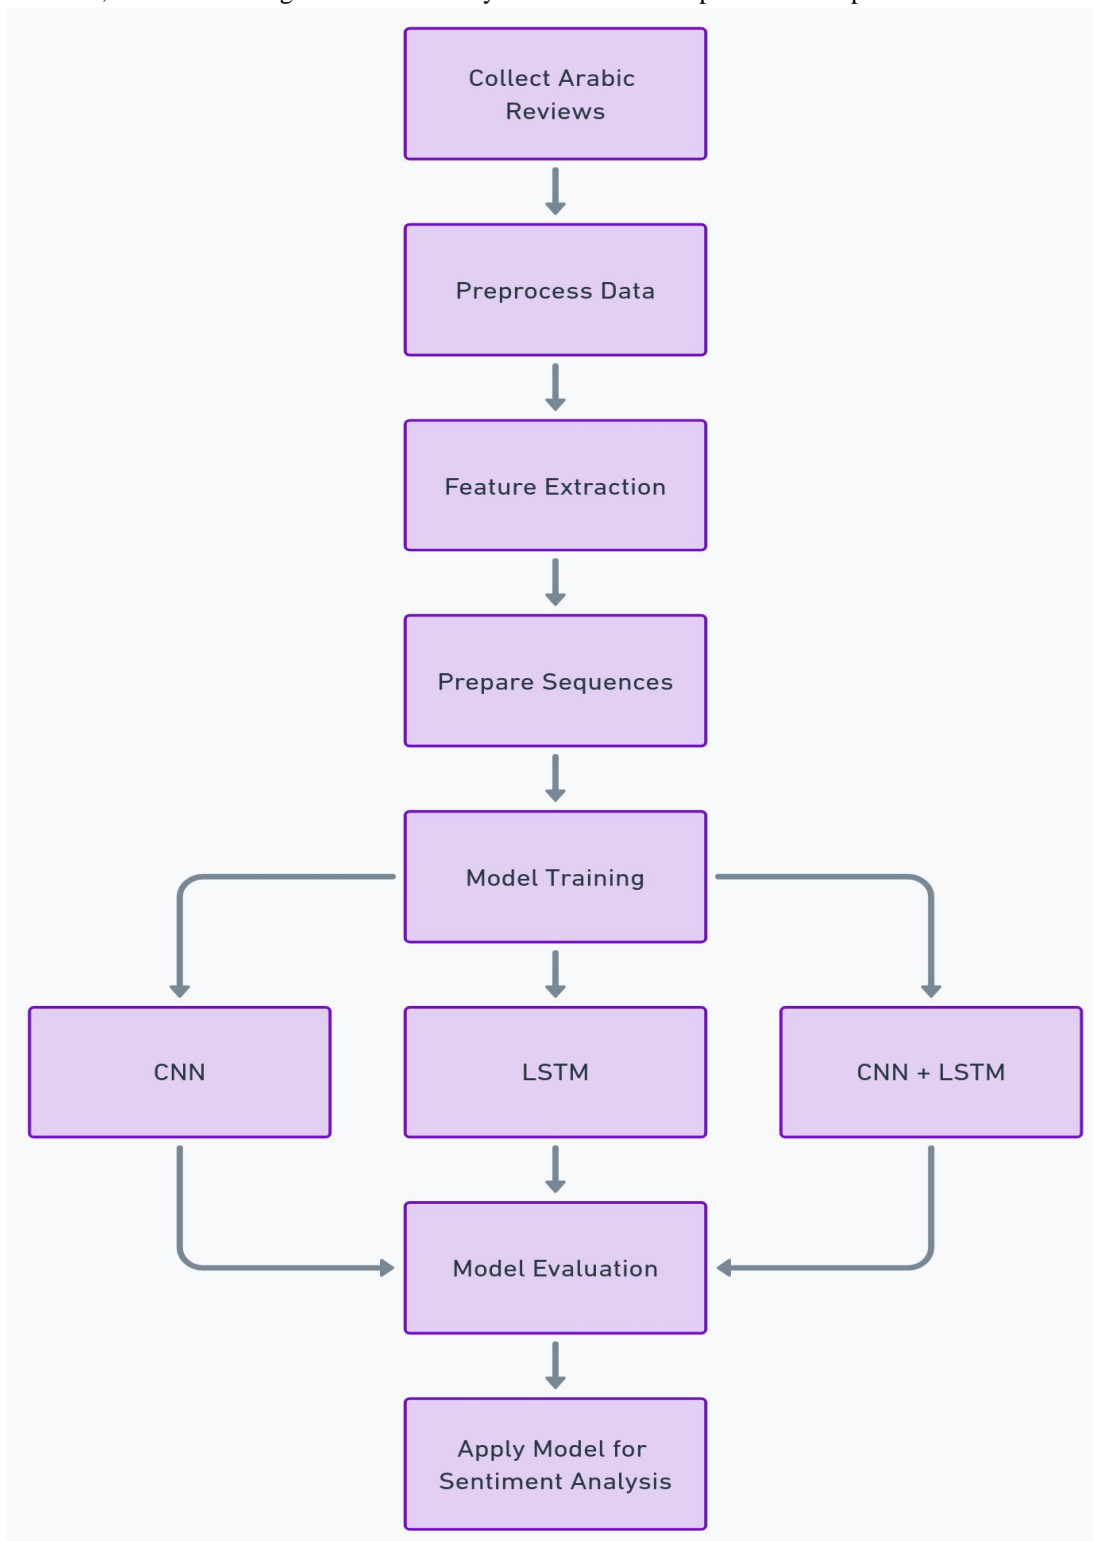 Collect Arabic
Reviews
Preprocess Data
Feature Extraction
Prepare Sequences
Model Training
CNN
LSTM
CNN + LSTM
Model Evaluation
Apply Model for
Sentiment Analysis